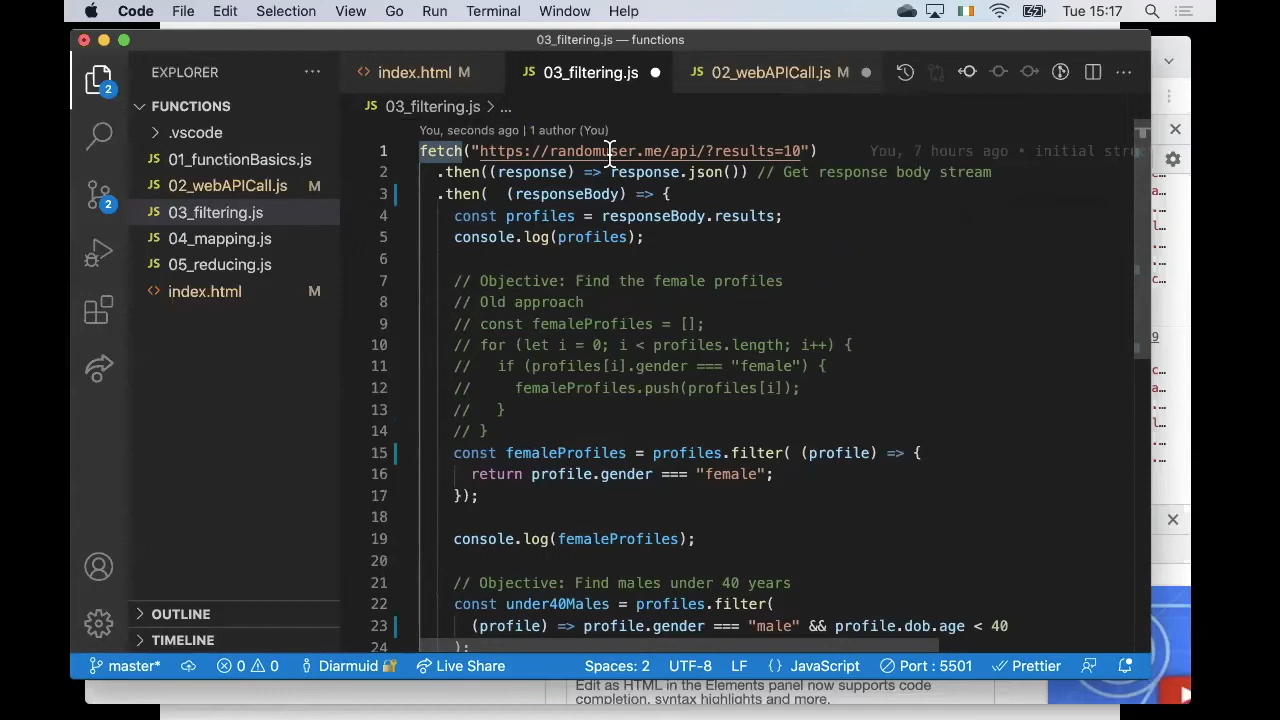 Code File Edit Selection View Go Run Terminal Window Help Tue 15:17
03_filtering.js — functions
EXPLORER
index.html M
03_filtering.js
02_webAPICall.js M
2
FUNCTIONS
03_filtering.js > ...
.vscode
01_functionBasics.js
02_webAPICall.js M
2
03_filtering.js
04_mapping.js
05_reducing.js
index.html M
You, seconds ago | 1 author (You)
1 fetch("https://randomuser.me/api/?results=10") You, 7 hours ago • initial struc
2 .then((response) => response.json()) // Get response body stream
3 .then( (responseBody) => {
4 const profiles = responseBody.results;
5 console.log(profiles);
6
7 // Objective: Find the female profiles
8 // Old approach
9 // const femaleProfiles = [];
10 // for (let i = 0; i < profiles.length; i++) {
11 // if (profiles[i].gender === "female") {
12 // femaleProfiles.push(profiles[i]);
13 // }
14 // }
15 const femaleProfiles = profiles.filter( (profile) => {
16 return profile.gender === "female";
17 });
18
19 console.log(femaleProfiles);
20
21 // Objective: Find males under 40 years
22 const under40Males = profiles.filter(
23 (profile) => profile.gender === "male" && profile.dob.age < 40
24 );
OUTLINE
TIMELINE
master* 0 0 Diarmuid Live Share Spaces: 2 UTF-8 LF {} JavaScript Port : 5501 Prettier
Edit as HTML in the Elements panel now supports code
completion, syntax highlights and more.